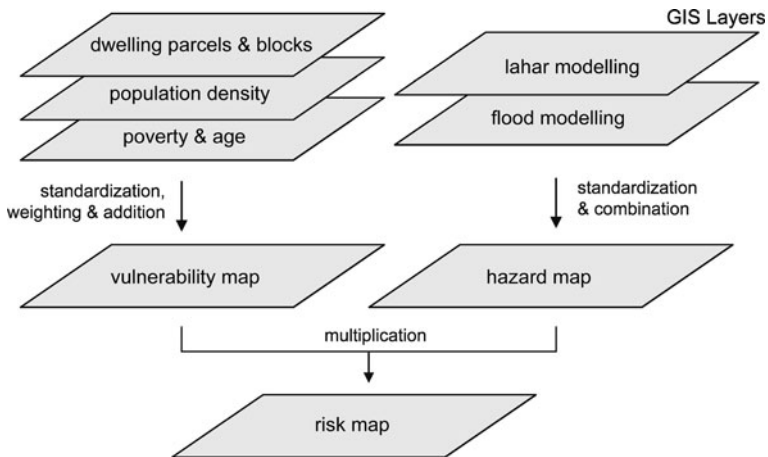 GIS Layers
dwelling parcels & blocks
population density
poverty & age
lahar modelling
flood modelling
standardization,
weighting & addition
standardization
& combination
vulnerability map
hazard map
multiplication
risk map